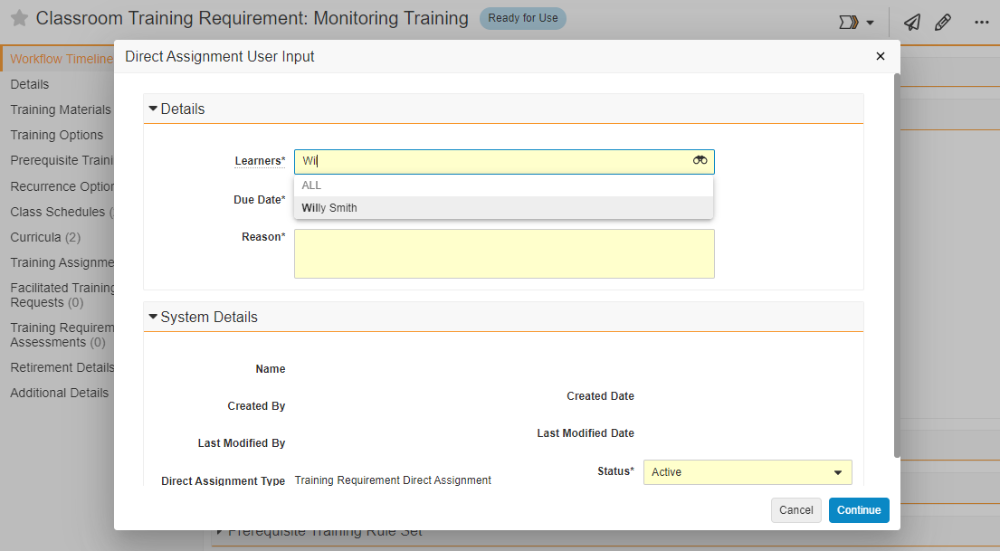 Classroom Training Requirement: Monitoring Training
Ready for Use
Workflow Timeline
Details
Training Materials
Training Options
Prerequisite Traini
Recurrence Option
Class Schedules (
Curricula (2)
Training Assignme
Facilitated Training
Requests (0)
Training Requirem
Assessments (0)
Retirement Details
Additional Details
Direct Assignment User Input
Details
Learners*
Wil
ALL
Willy Smith
Due Date*
Reason*
System Details
Name
Created By
Created Date
Last Modified By
Last Modified Date
Direct Assignment Type
Training Requirement Direct Assignment
Status*
Active
Cancel
Continue
Prerequisite Training Rule Set